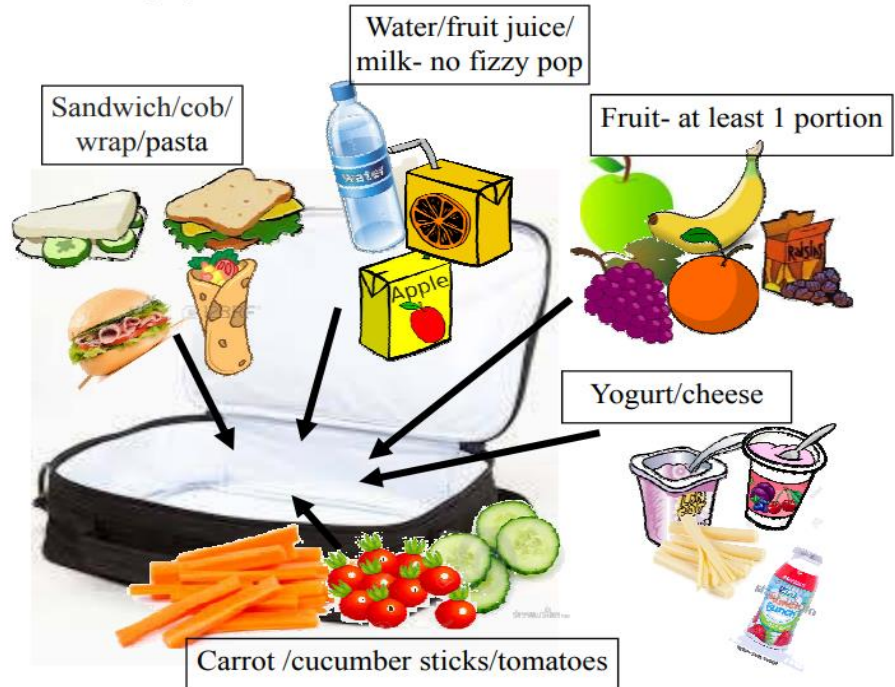 Water/fruit juice/
milk- no fizzy pop
Sandwich/cob/
wrap/pasta
Fruit- at least 1 portion
water
Apple
Raisins
Yogurt/cheese
Carrot /cucumber sticks/tomatoes